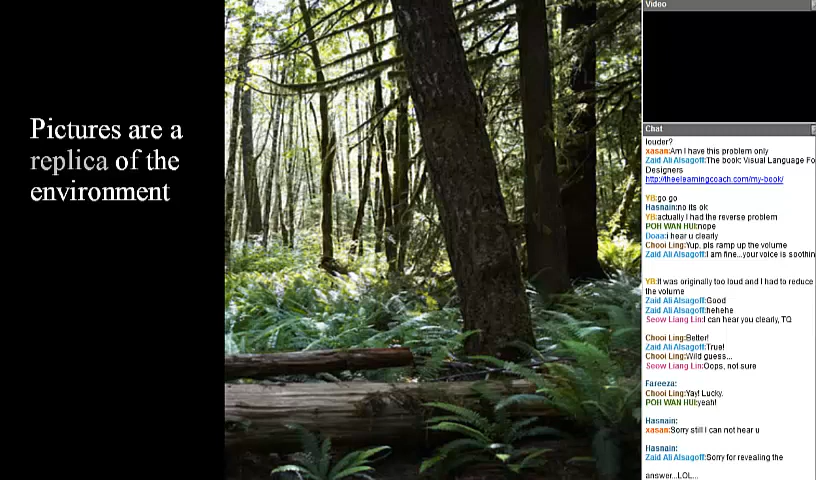 Pictures are a
replica of the
environment
Video
Chat
louder?
xasan:Am I have this problem only
Zaid Ali Alsagoff:The book: Visual Language Fo
Designers
http://theelearningcoach.com/my-book/
YB:go go
Hasnain:no its ok
YB:actually I had the reverse problem
POH WAN HUI:nope
Doaa:i hear u clearly
Chooi Ling:Yup, pls ramp up the volume
Zaid Ali Alsagoff:I am fine...your voice is soothin
YB:It was originally too loud and I had to reduce
the volume
Zaid Ali Alsagoff:Good
Zaid Ali Alsagoff:hehehe
Seow Liang Lin:I can hear you clearly, TQ
Chooi Ling:Better!
Zaid Ali Alsagoff:True!
Chooi Ling:Wild guess...
Seow Liang Lin:Oops, not sure
Fareeza:
Chooi Ling:Yay! Lucky.
POH WAN HUI:yeah!
Hasnain:
xasan:Sorry still I can not hear u
Hasnain:
Zaid Ali Alsagoff:Sorry for revealing the
answer...LOL...